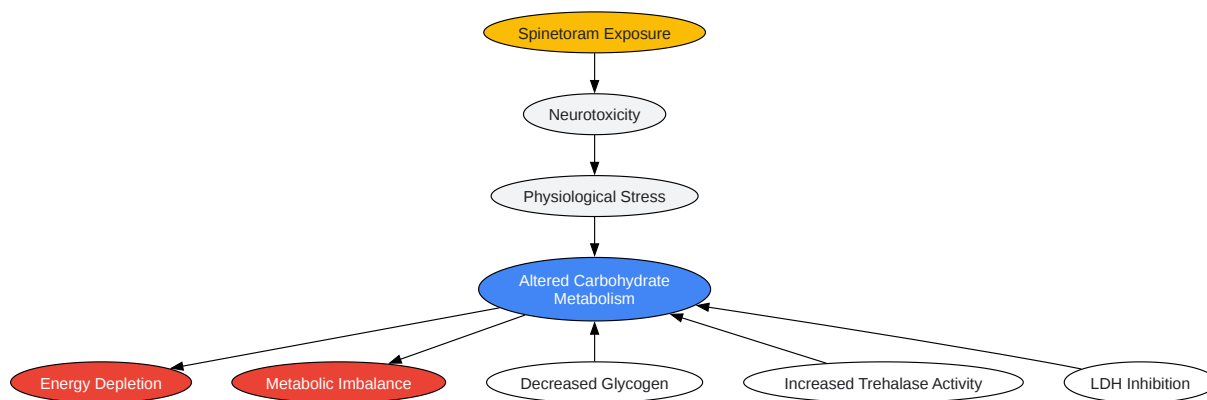 Spinetoram Exposure
Neurotoxicity
Physiological Stress
Altered Carbohydrate
Metabolism
Energy Depletion
Metabolic Imbalance
Decreased Glycogen
Increased Trehalase Activity
LDH Inhibition